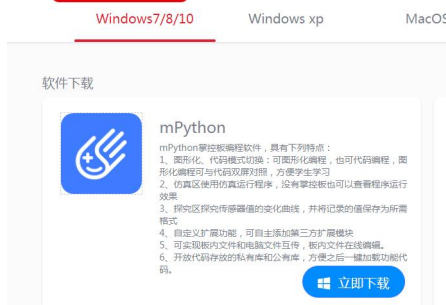 Windows7/8/10
Windows xp
MacOS
软件下载
mPython
mPython掌控板编程软件，具有下列特点：
1、图形化、代码模式切换：可图形化编程，也可代码编程，图
形化编程可与代码双屏对照，方便学生学习
2、仿真区使用仿真运行程序，没有掌控板也可以查看程序运行
效果
3、探究区探究传感器值的变化曲线，并将记录的值保存为所需
格式
4、自定义扩展功能，可自主添加第三方扩展模块
5、可实现板内文件和电脑文件互传，板内文件在线编辑。
6、开放代码存放的私有库和公有库，方便之后一键加载功能代
码。
立即下载